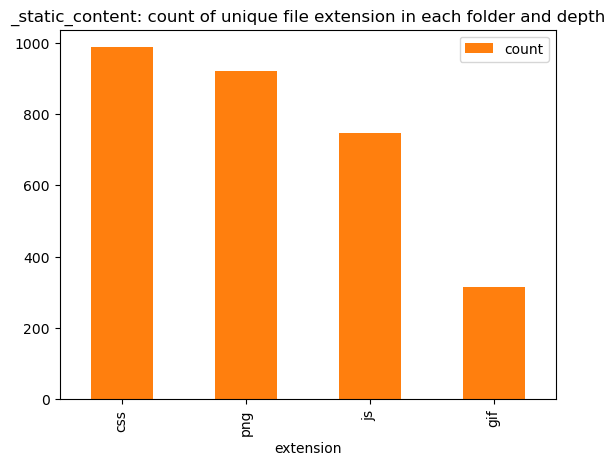 _static_content: count of unique file extension in each folder and depth
count
1000
800
600
400
200
0
css
png
js
gif
extension